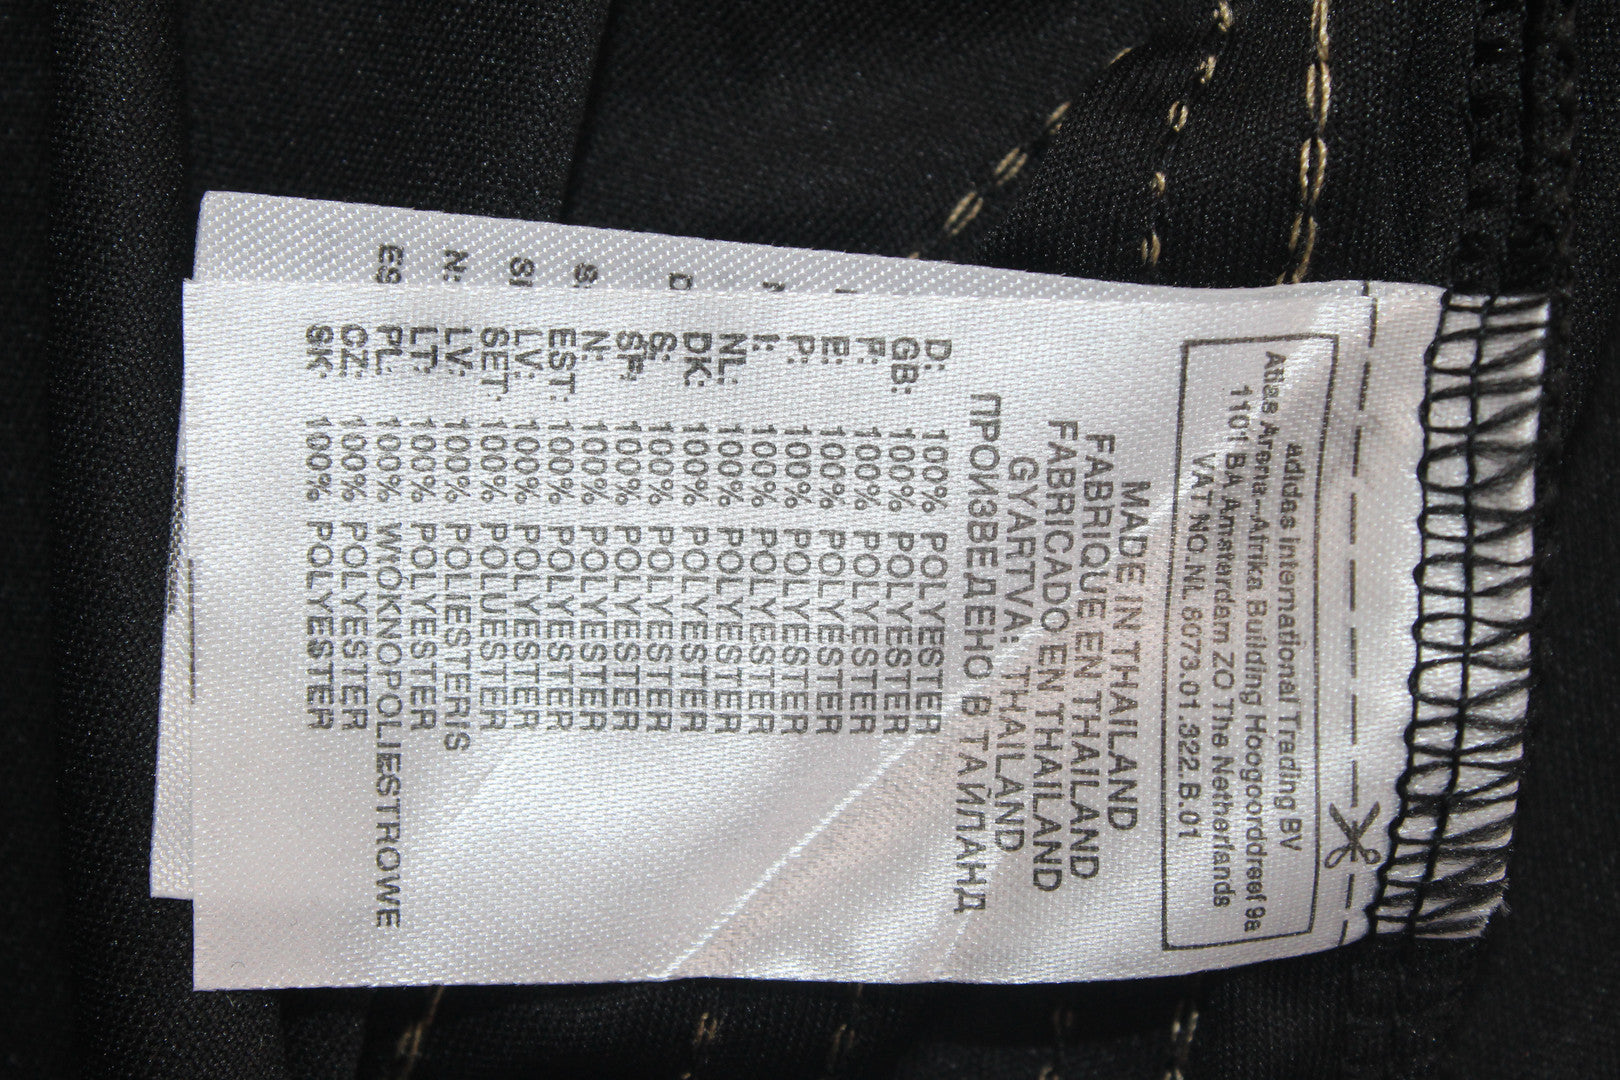 adidas International Trading BV
Atlas Arena-Afrika Building Hoogoorddreef 9a
1101 BA Amsterdam ZO The Netherlands
VAT NO.NL 8073.01.322.B.01
MADE IN THAILAND
FABRIQUE EN THAILAND
FABRICADO EN THAILAND
GYARTVA: THAILAND
ПРОИЗВЕДЕНО В ТАЙЛАНД
D: 100% POLYESTER
GB: 100% POLYESTER
F: 100% POLYESTER
E: 100% POLYESTER
P: 100% POLYESTER
I: 100% POLYESTER
NL: 100% POLYESTER
DK: 100% POLYESTER
S: 100% POLYESTER
SF: 100% POLYESTER
N: 100% POLYESTER
EST: 100% POLYESTER
LV: 100% POLYESTER
SET: 100% POLUESTER
LV: 100% POLIESTERIS
LT: 100% POLYESTER
PL: 100% WŁOKNOPOLIESTROWE
CZ: 100% POLYESTER
SK: 100% POLYESTER